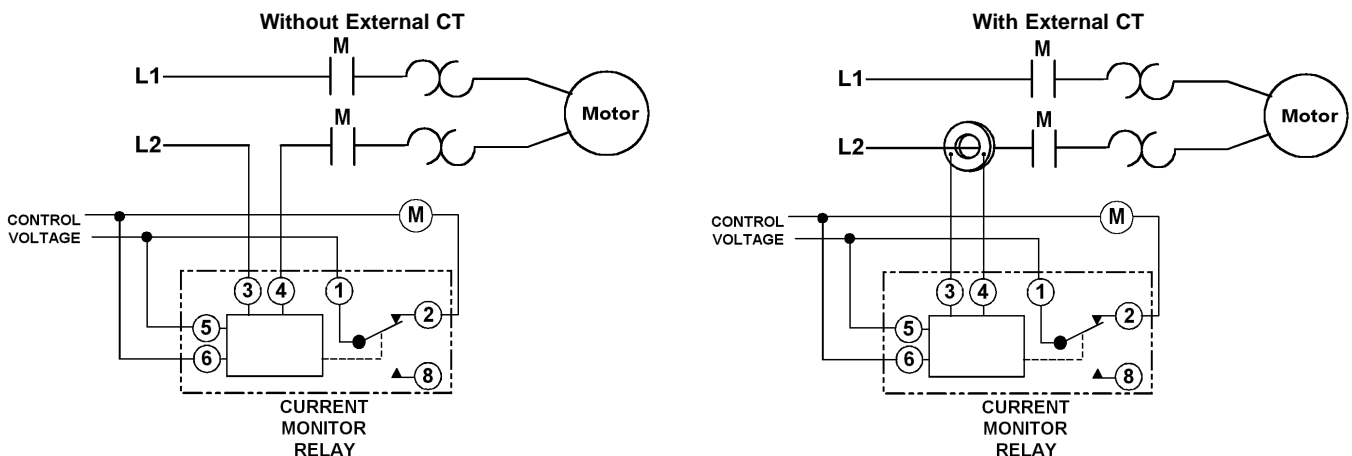 Without External CT
M
L1
M
L2
Motor
CONTROL
VOLTAGE
M
3
4
1
2
5
6
8
CURRENT
MONITOR
RELAY
With External CT
M
L1
M
L2
Motor
CONTROL
VOLTAGE
M
3
4
1
2
5
6
8
CURRENT
MONITOR
RELAY